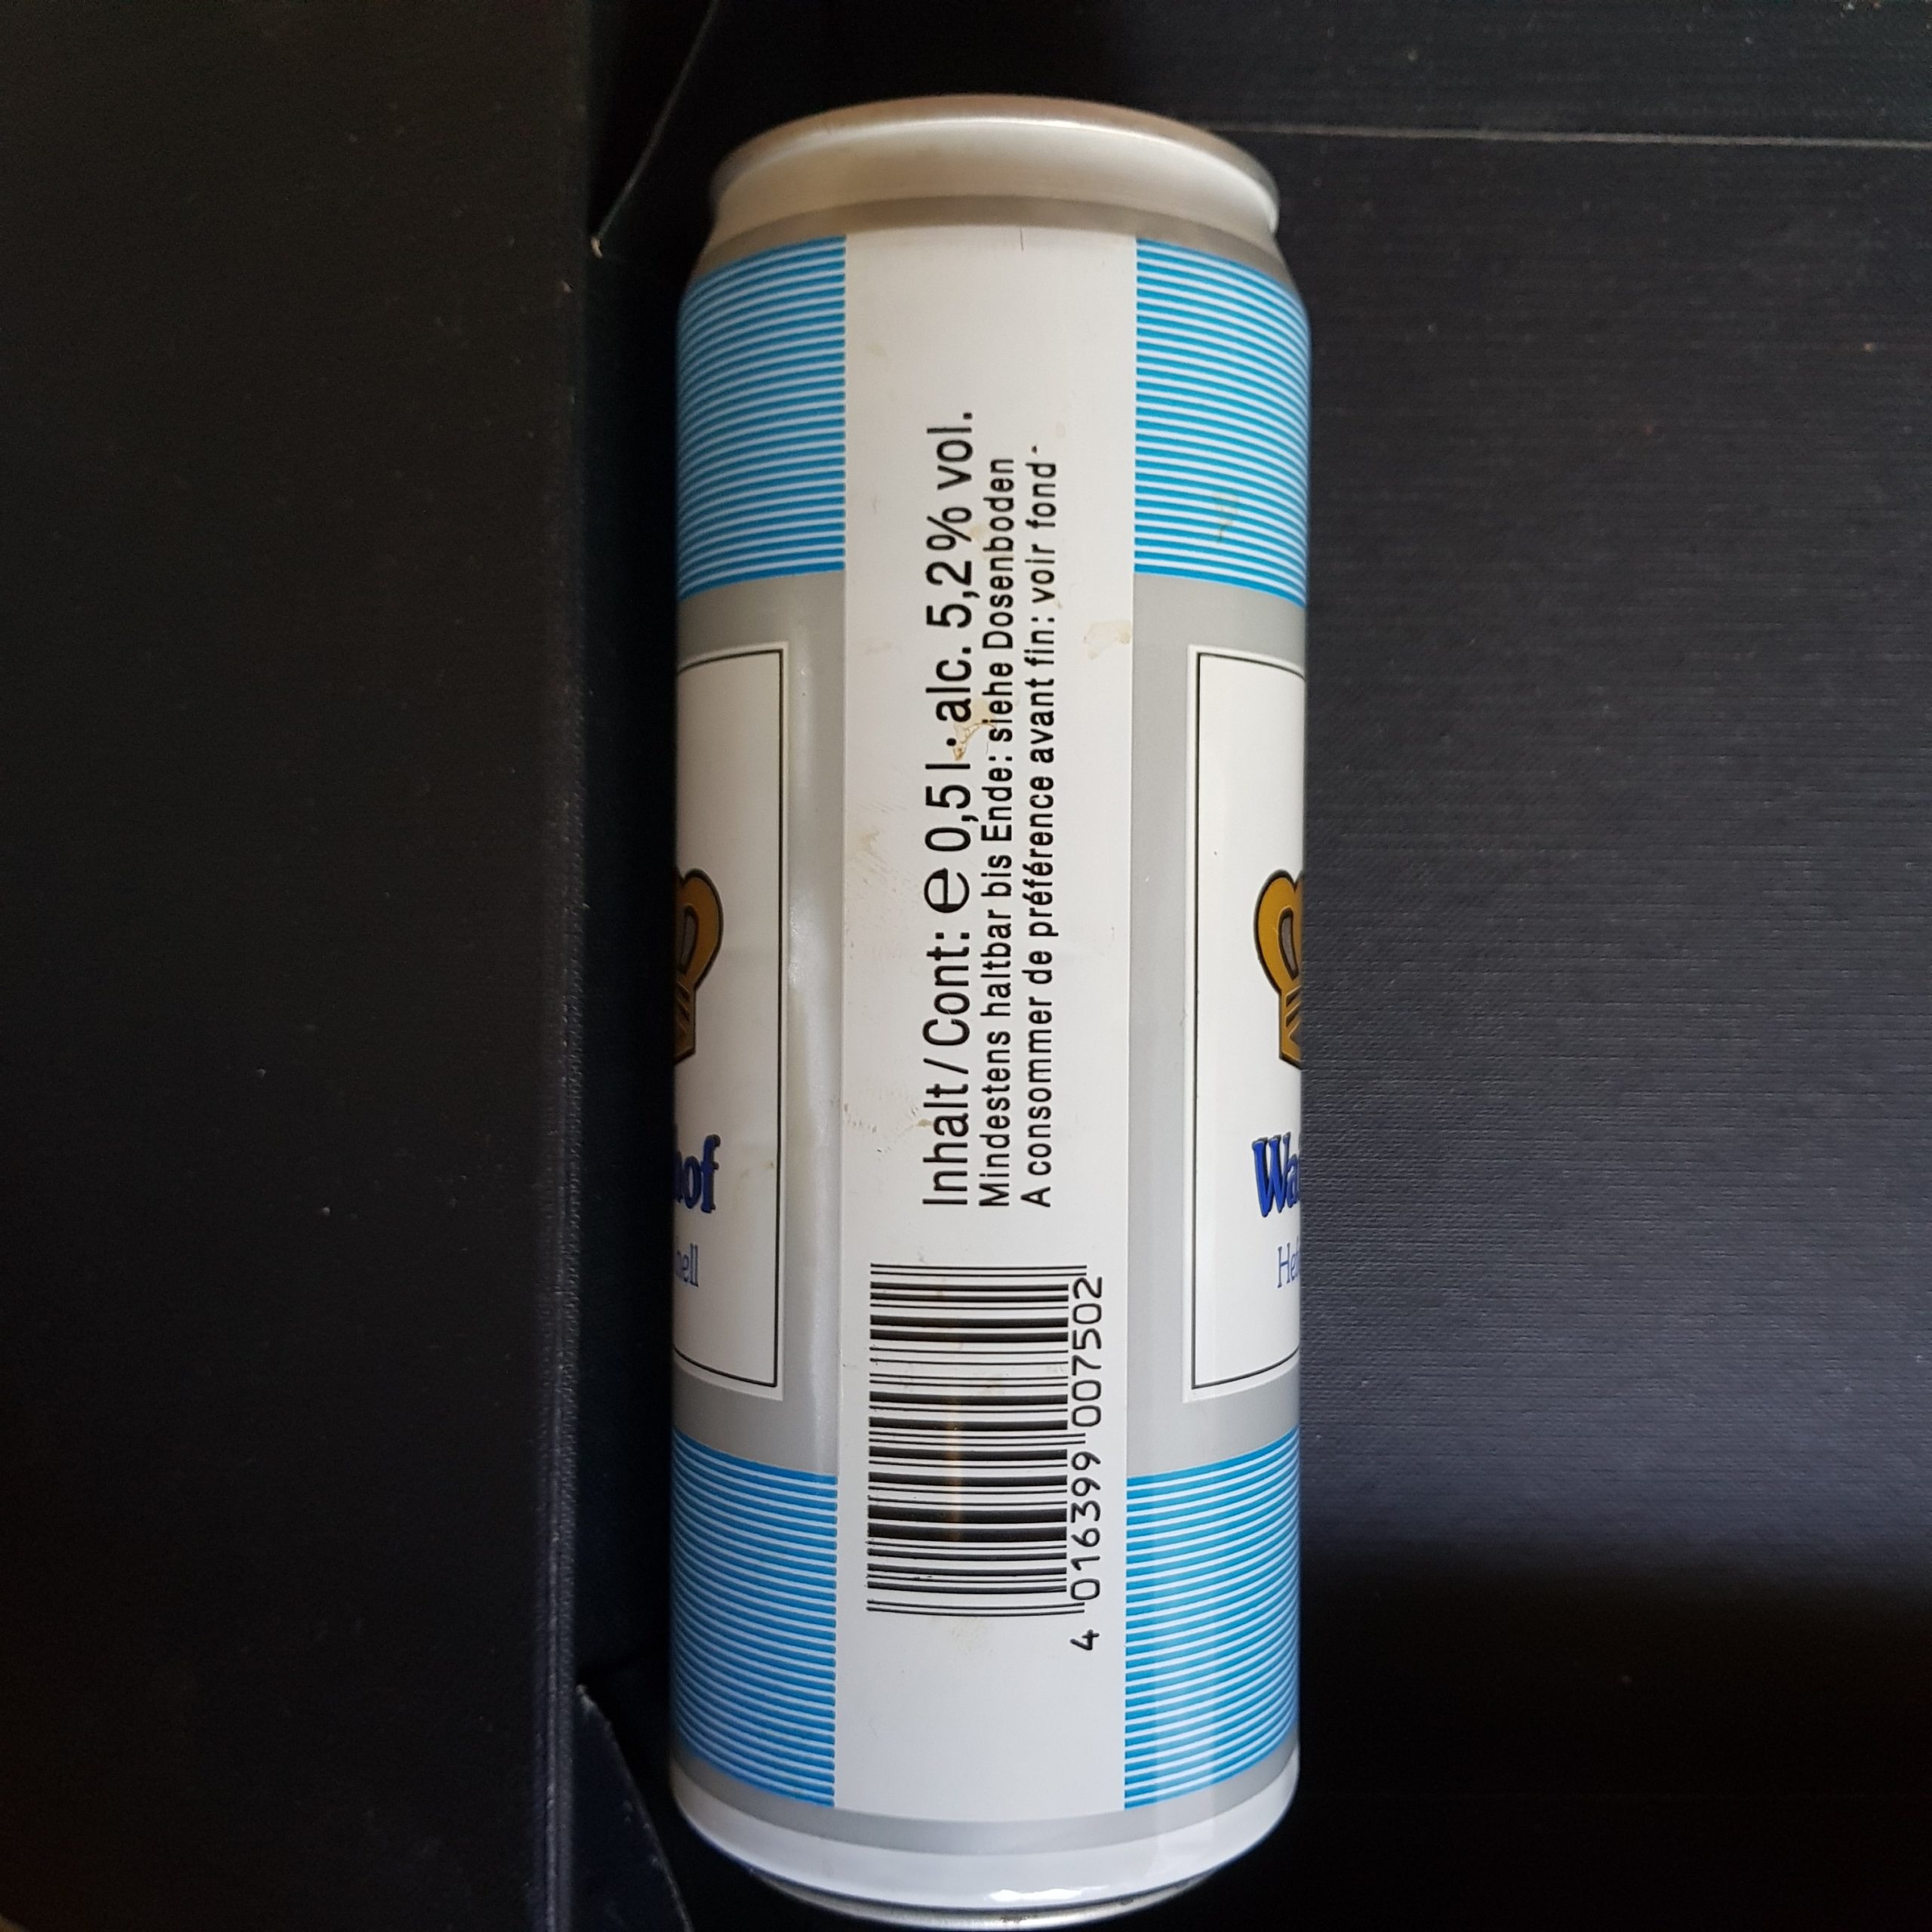 Inhalt / Cont: ℮ 0,5 l · alc. 5,2% vol.
Mindestens haltbar bis Ende: siehe Dosenboden
A consommer de préférence avant fin: voir fond
4 016399 007502